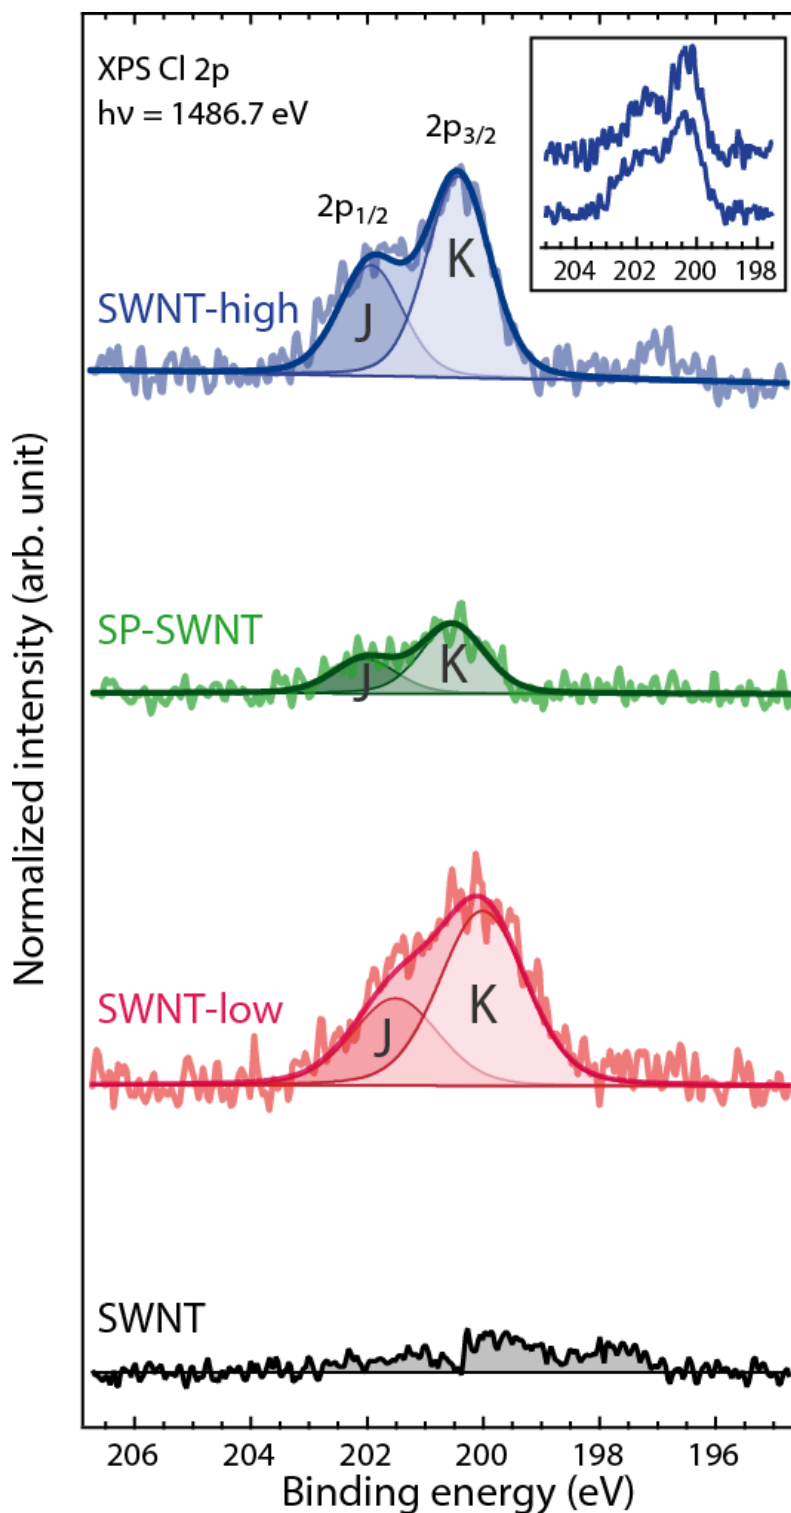 XPS Cl 2p
hν = 1486.7 eV
2p3/2
2p1/2
K
J
SWNT-high
204 202 200 198
SP-SWNT
K
J
SWNT-low
K
J
SWNT
206 204 202 200 198 196
Binding energy (eV)
Normalized intensity (arb. unit)